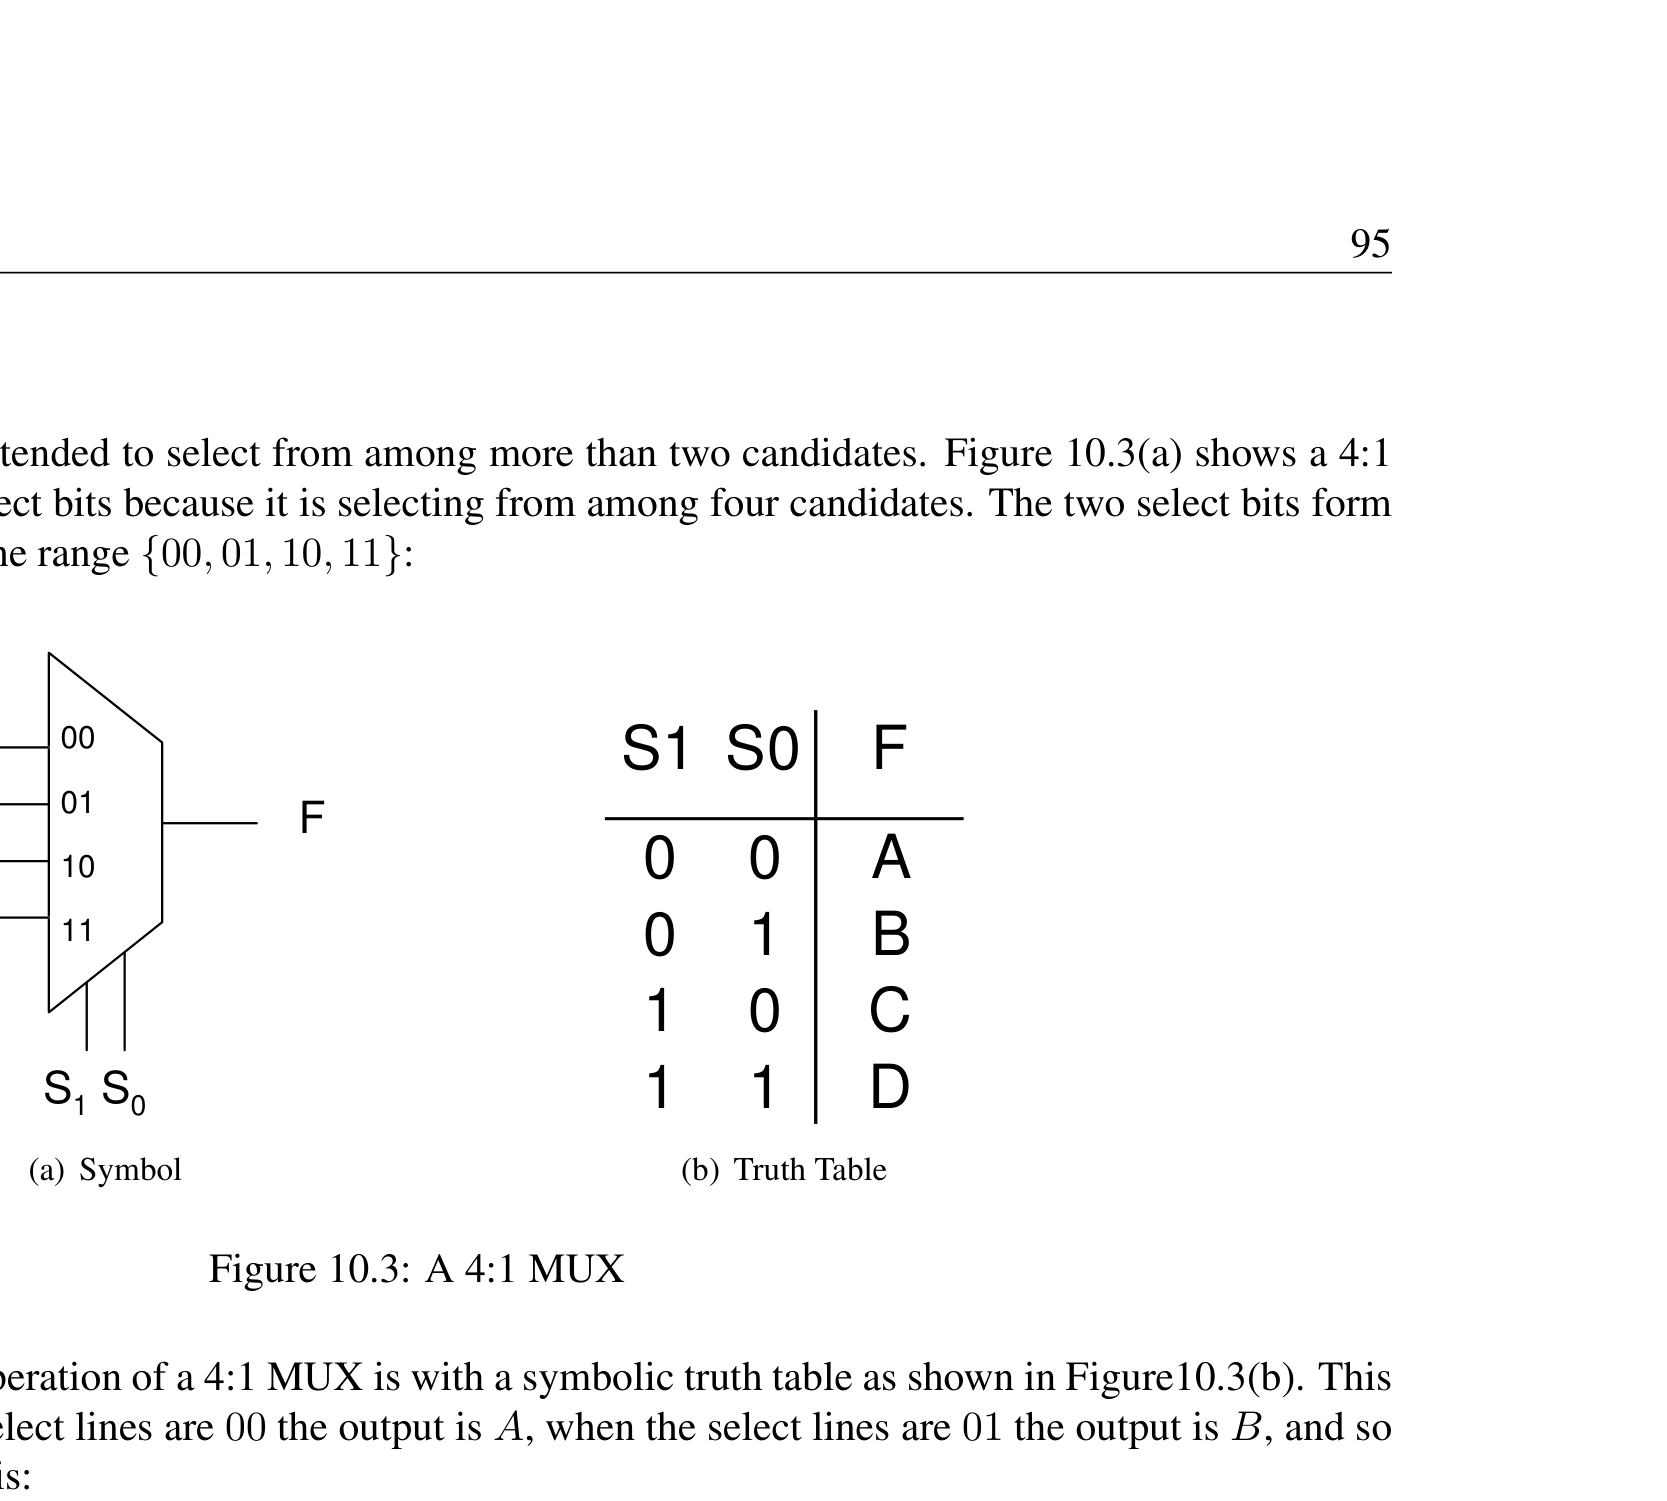 95
tended to select from among more than two candidates. Figure 10.3(a) shows a 4:1
ect bits because it is selecting from among four candidates. The two select bits form
he range {00, 01, 10, 11}:
00
01
10
11
F
S1 S0
S1 S0 F
0 0 A
0 1 B
1 0 C
1 1 D
(a) Symbol
(b) Truth Table
Figure 10.3: A 4:1 MUX
peration of a 4:1 MUX is with a symbolic truth table as shown in Figure10.3(b). This
elect lines are 00 the output is A, when the select lines are 01 the output is B, and so
is: